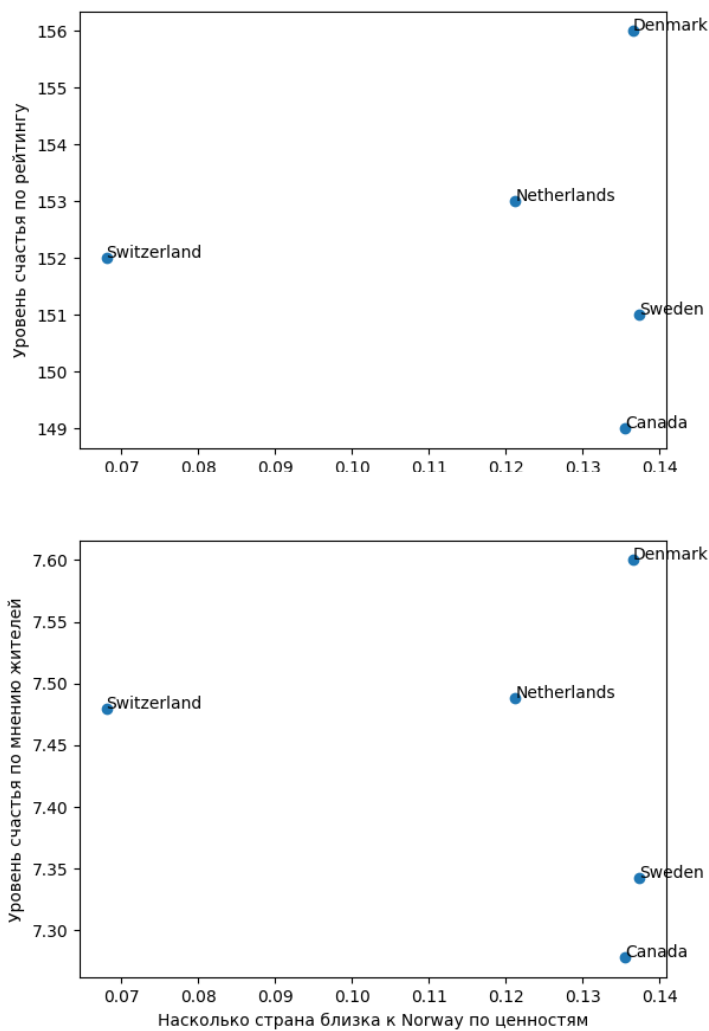 Уровень счастья по рейтингу
156
155
154
153
152
151
150
149
Denmark
Netherlands
Switzerland
Sweden
Canada
0.07 0.08 0.09 0.10 0.11 0.12 0.13 0.14
Уровень счастья по мнению жителей
7.60
7.55
7.50
7.45
7.40
7.35
7.30
Denmark
Netherlands
Switzerland
Sweden
Canada
0.07 0.08 0.09 0.10 0.11 0.12 0.13 0.14
Насколько страна близка к Norway по ценностям